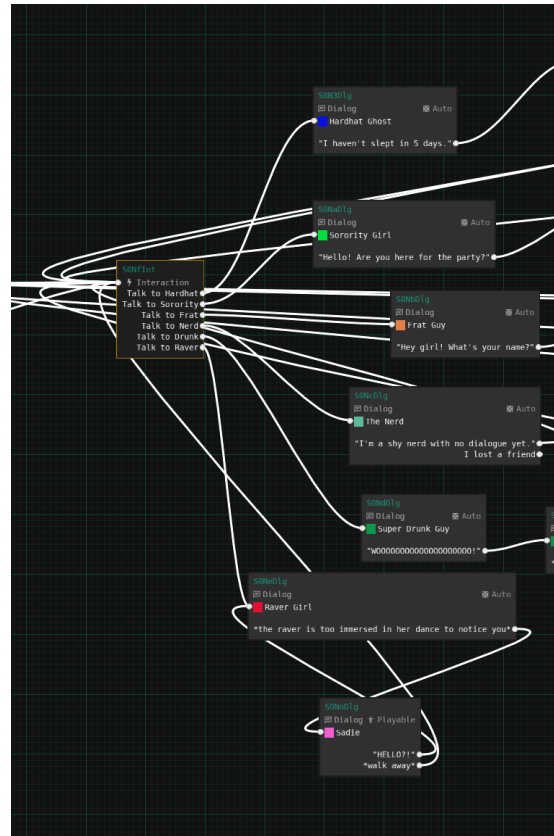 S0N3Dlg
Dialog Auto
Hardhat Ghost
"I haven't slept in 5 days."
S0NaDlg
Dialog Auto
Sorority Girl
"Hello! Are you here for the party?"
S0NfInt
Interaction
Talk to Hardhat
Talk to Sorority
Talk to Frat
Talk to Nerd
Talk to Drunk
Talk to Raver
S0NbDlg
Dialog Auto
Frat Guy
"Hey girl! What's your name?"
S0NcDlg
Dialog Auto
The Nerd
"I'm a shy nerd with no dialogue yet."
I lost a friend
S0NdDlg
Dialog Auto
Super Drunk Guy
"WOOOOOOOOOOOOOOOOOOO!"
S0NeDlg
Dialog Auto
Raver Girl
*the raver is too immersed in her dance to notice you*
S0NnDlg
Dialog Playable
Sadie
"HELLO?!"
*walk away*